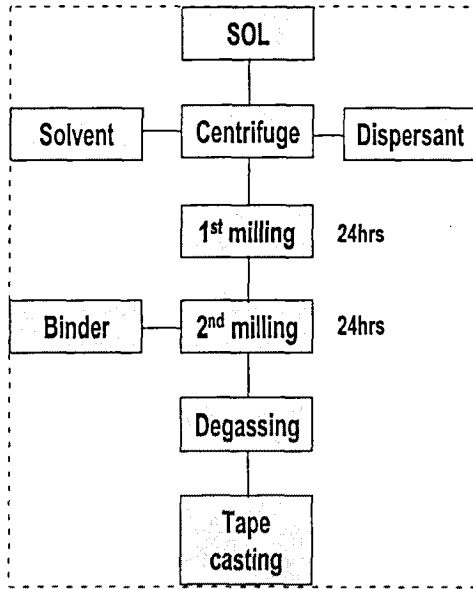 SOL
Solvent
Centrifuge
Dispersant
1st milling
24hrs
Binder
2nd milling
24hrs
Degassing
Tape
casting